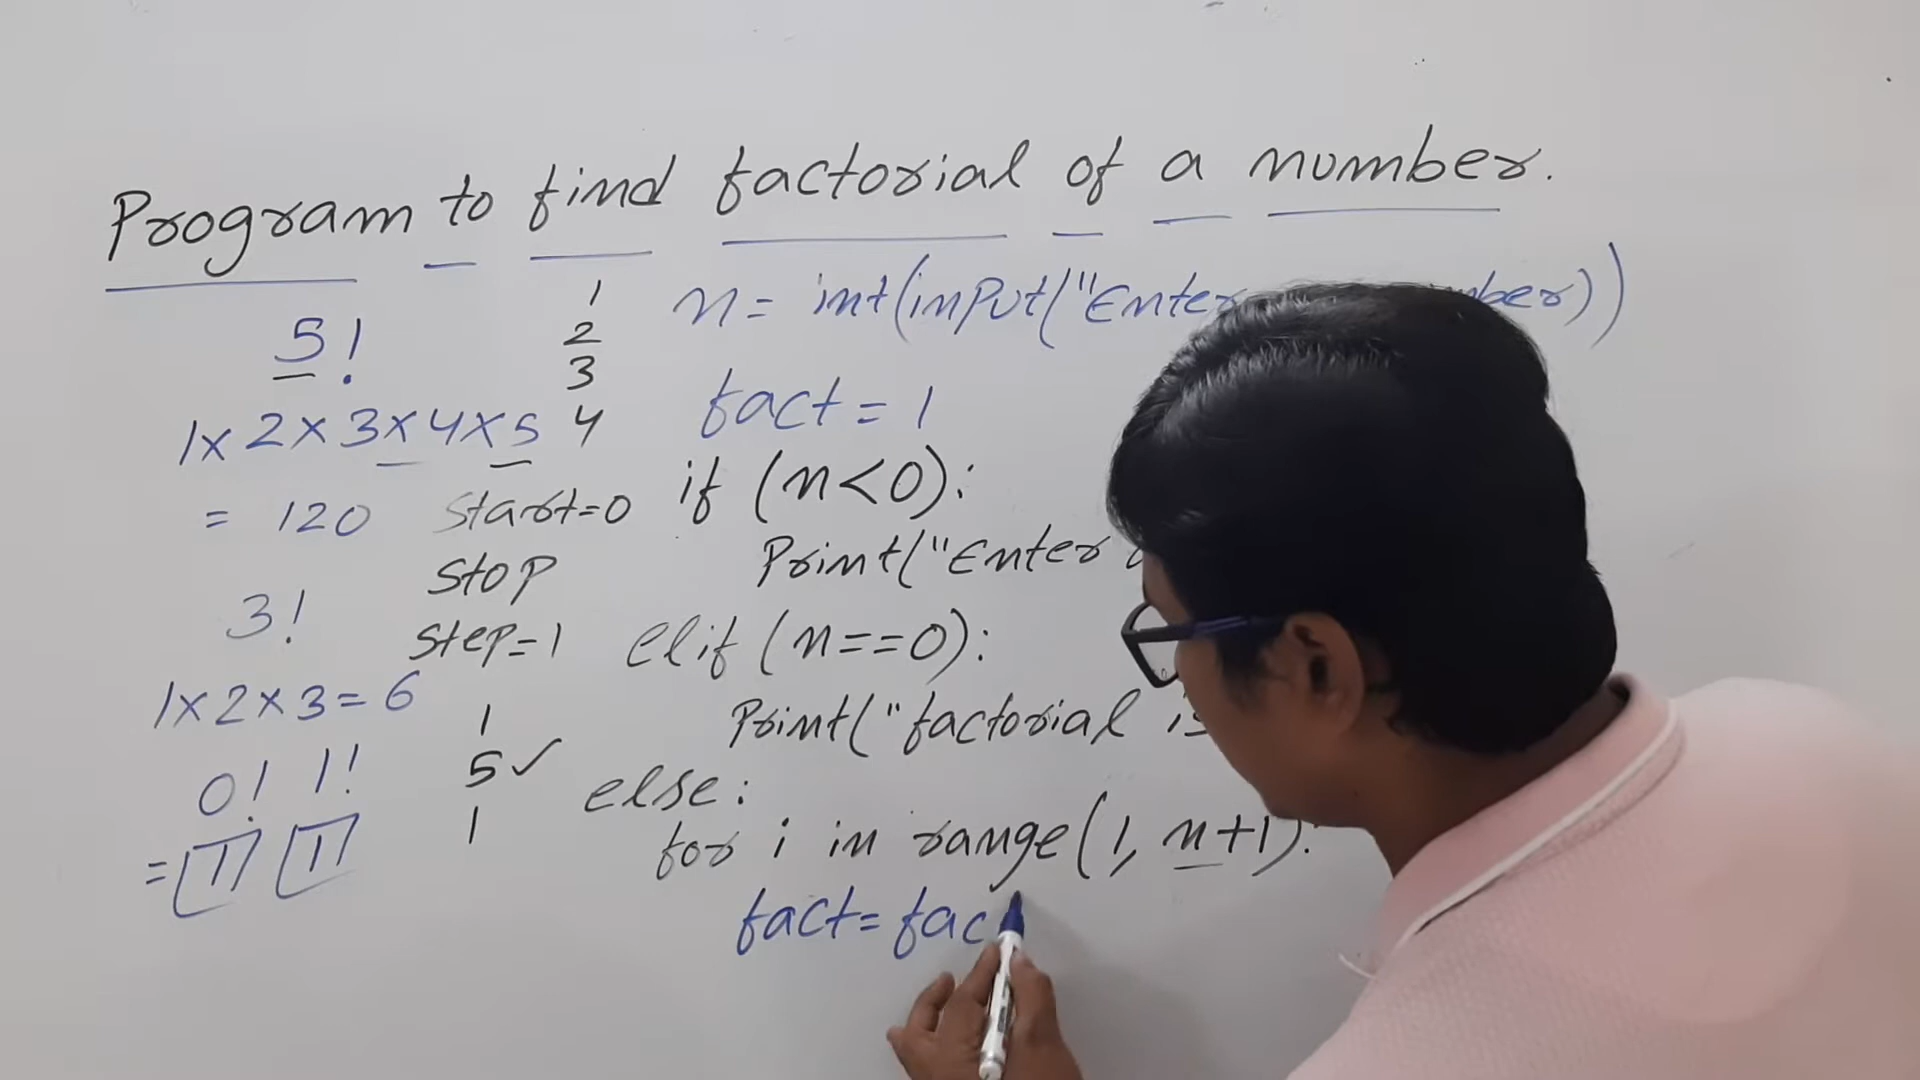 Program to find factorial of a number.
5!
1x2x3x4x5
= 120
3!
1x2x3=6
0! 1!
= 1 1
1
2
3
4
start=0
stop
step=1
1
5✓
1
n= int(input("Enter
fact=1
if (n<0):
Print("Enter
elif (n==0):
Print("factorial is
else:
for i in range(1, n+1):
fact=fac